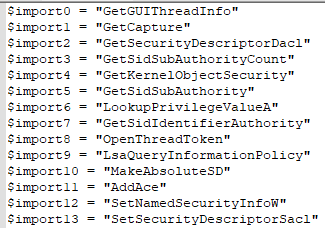 $import0 = "GetGUIThreadInfo"
$import1 = "GetCapture"
$import2 = "GetSecurityDescriptorDacl"
$import3 = "GetSidSubAuthorityCount"
$import4 = "GetKernelObjectSecurity"
$import5 = "GetSidSubAuthority"
$import6 = "LookupPrivilegeValueA"
$import7 = "GetSidIdentifierAuthority"
$import8 = "OpenThreadToken"
$import9 = "LsaQueryInformationPolicy"
$import10 = "MakeAbsoluteSD"
$import11 = "AddAce"
$import12 = "SetNamedSecurityInfoW"
$import13 = "SetSecurityDescriptorSacl"